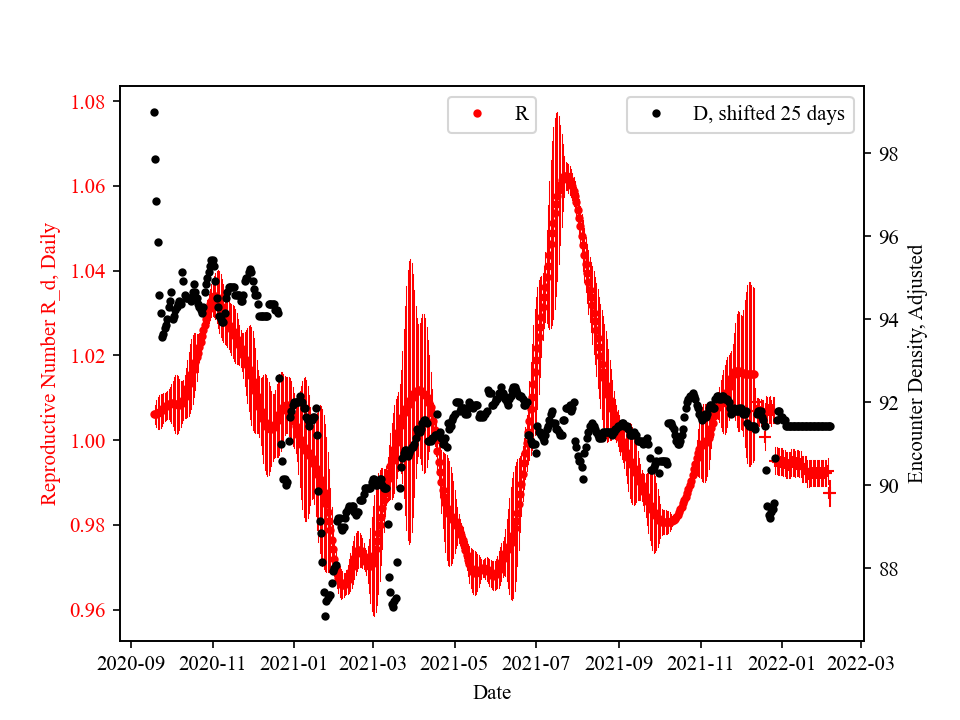 R
D, shifted 25 days
1.08
1.06
1.04
1.02
1.00
0.98
0.96
Reproductive Number R_d, Daily
98
96
94
92
90
88
Encounter Density, Adjusted
2020-09 2020-11 2021-01 2021-03 2021-05 2021-07 2021-09 2021-11 2022-01 2022-03
Date